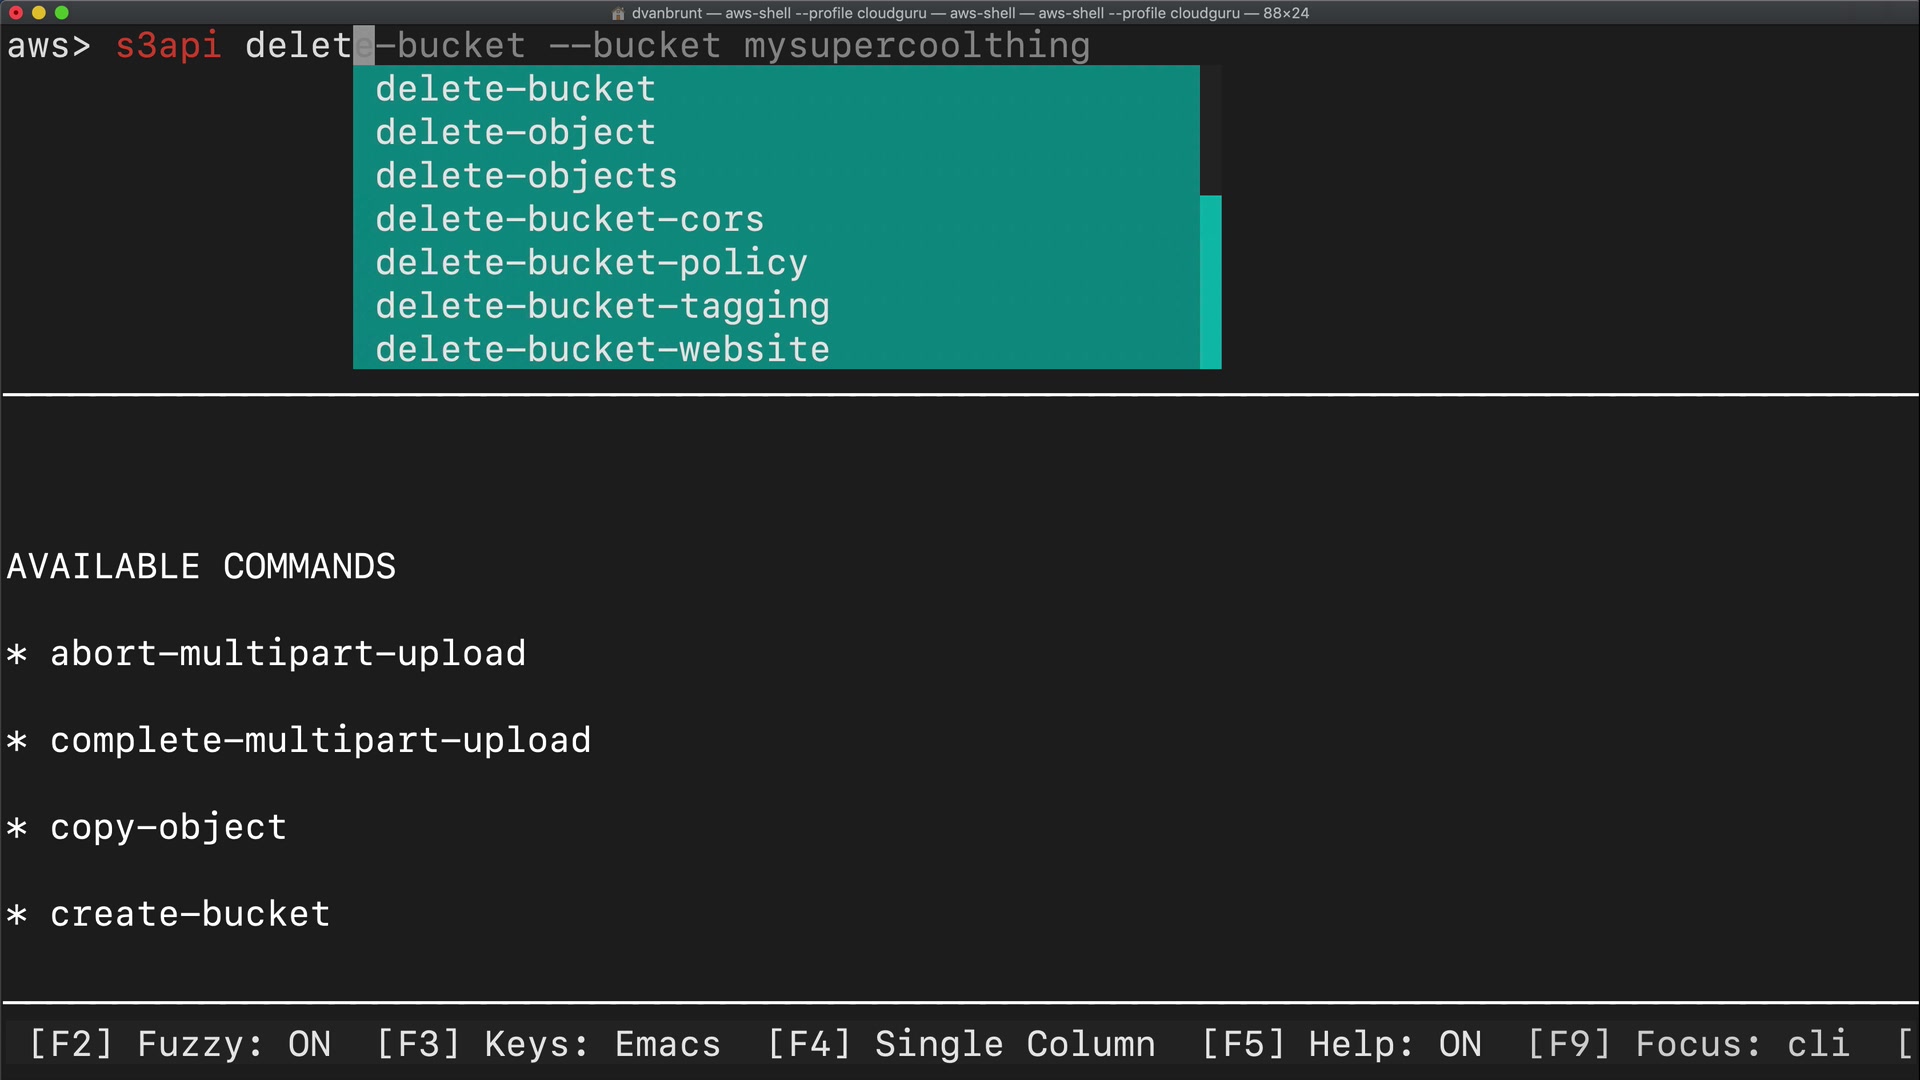 dvanbrunt — aws-shell --profile cloudguru — aws-shell — aws-shell --profile cloudguru — 88×24
aws> s3api delete-bucket --bucket mysupercoolthing
delete-bucket
delete-object
delete-objects
delete-bucket-cors
delete-bucket-policy
delete-bucket-tagging
delete-bucket-website
AVAILABLE COMMANDS
* abort-multipart-upload
* complete-multipart-upload
* copy-object
* create-bucket
[F2] Fuzzy: ON [F3] Keys: Emacs [F4] Single Column [F5] Help: ON [F9] Focus: cli [